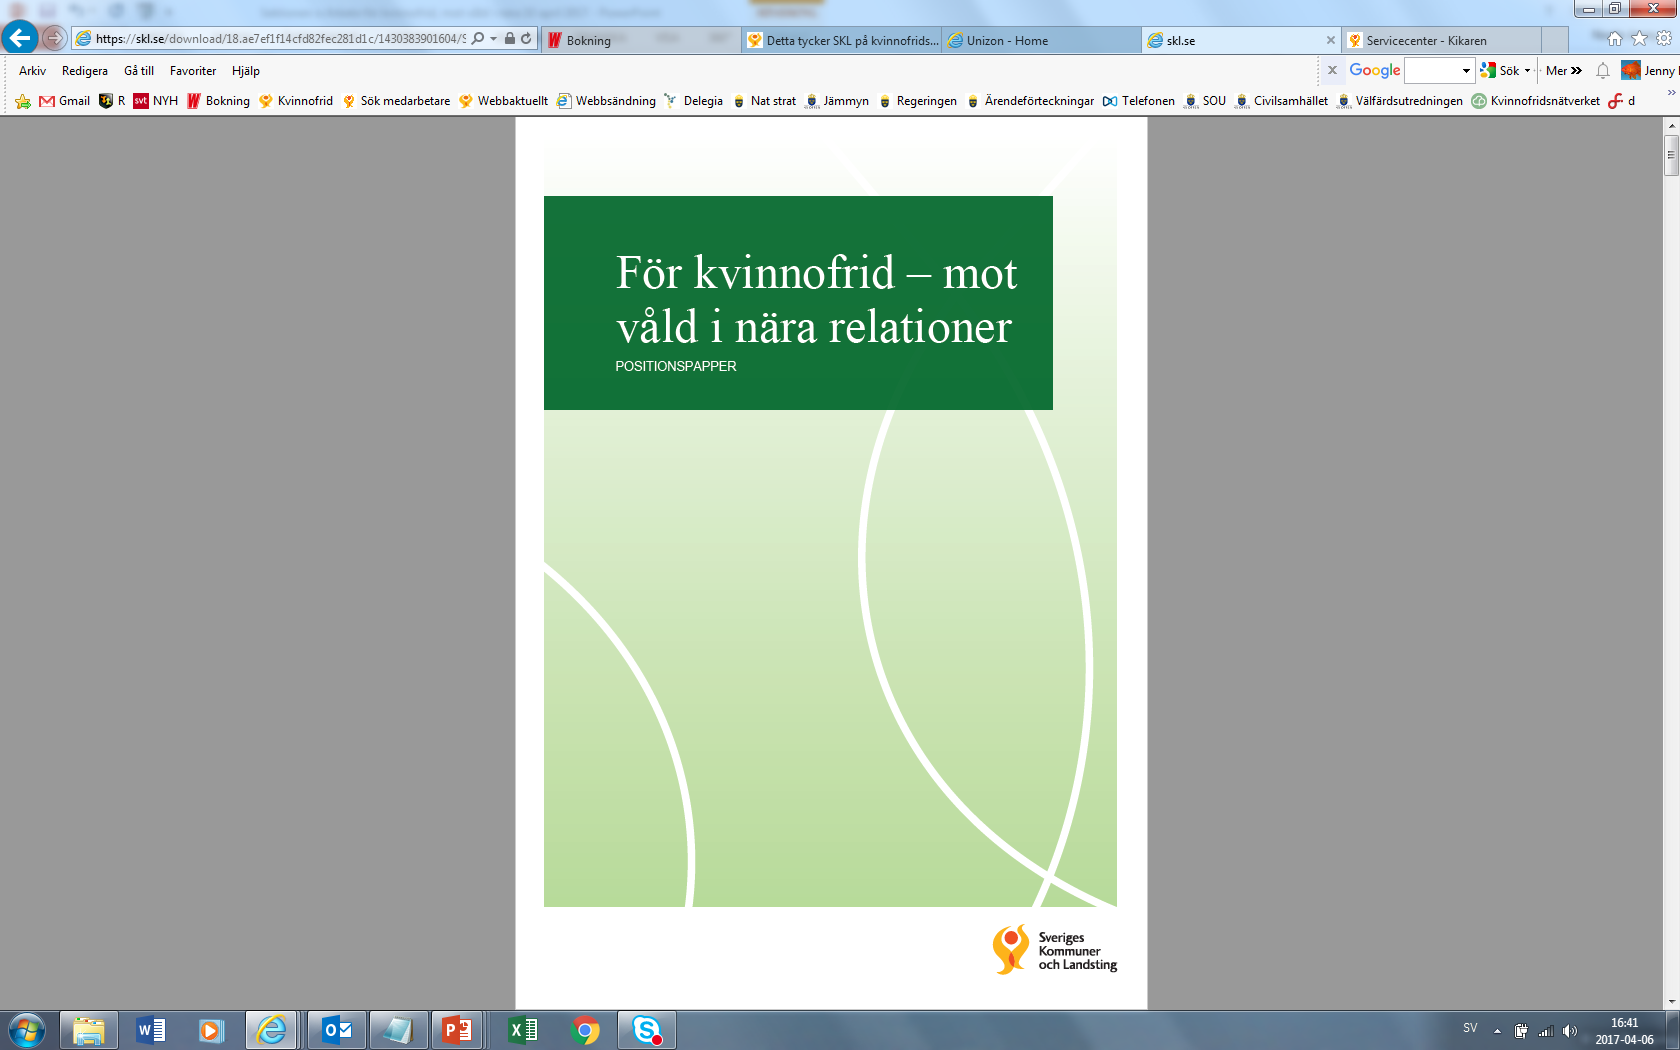 https://skl.se/download/18.ae7ef1f14cfd82fec281d1c/1430383901604/S
Bokning
Detta tycker SKL på kvinnofrids...
Unizon - Home
skl.se
Servicecenter - Kikaren
Arkiv Redigera Gå till Favoriter Hjälp
x Google Sök Mer » Jenny
Gmail R svt NYH Bokning Kvinnofrid Sök medarbetare Webbaktuellt Webbsändning Delegia Nat strat Jämmyn Regeringen Ärendeförteckningar Telefonen SOU Civilsamhället Välfärdsutredningen Kvinnofridsnätverket d »
För kvinnofrid – mot
våld i nära relationer
POSITIONSPAPPER
Sveriges
Kommuner
och Landsting
SV
16:41
2017-04-06